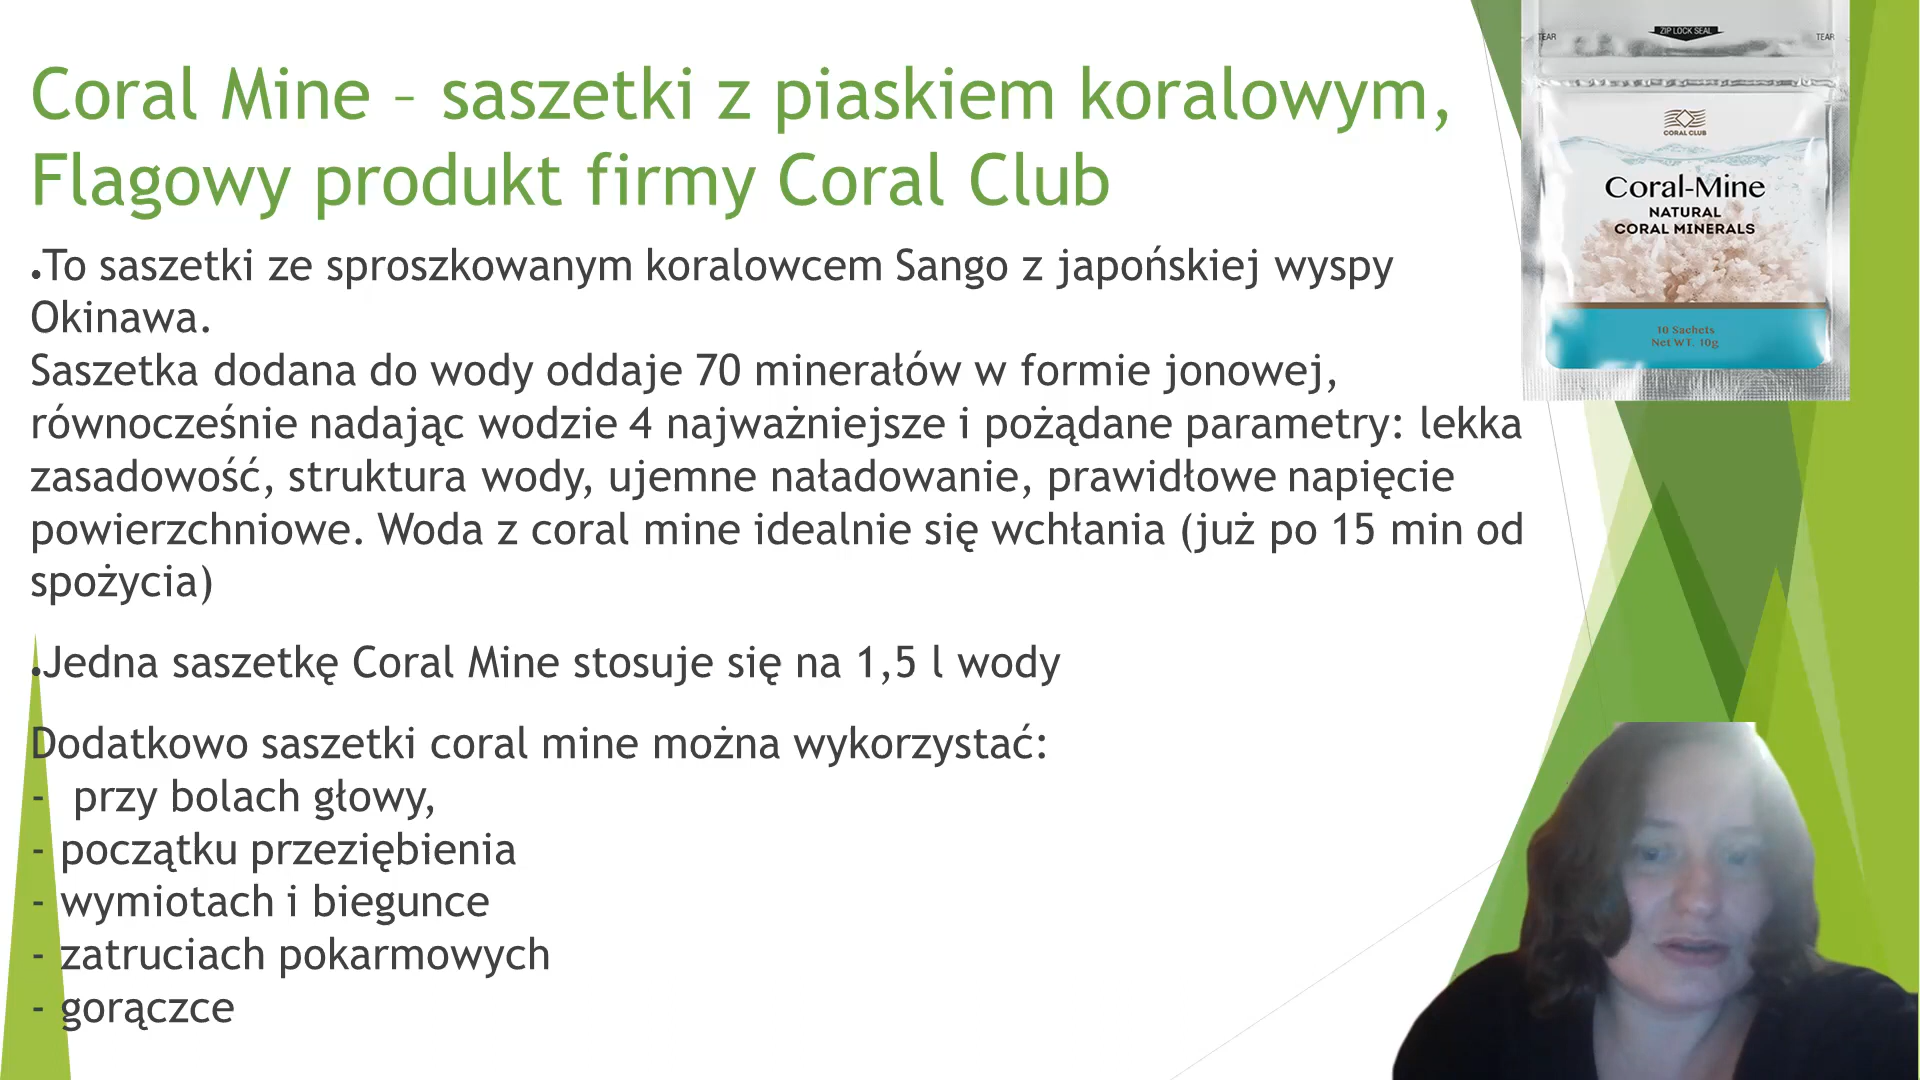 Coral Mine – saszetki z piaskiem koralowym,
Flagowy produkt firmy Coral Club
•To saszetki ze sproszkowanym koralowcem Sango z japońskiej wyspy
Okinawa.
Saszetka dodana do wody oddaje 70 minerałów w formie jonowej,
równocześnie nadając wodzie 4 najważniejsze i pożądane parametry: lekka
zasadowość, struktura wody, ujemne naładowanie, prawidłowe napięcie
powierzchniowe. Woda z coral mine idealnie się wchłania (już po 15 min od
spożycia)
•Jedna saszetkę Coral Mine stosuje się na 1,5 l wody
Dodatkowo saszetki coral mine można wykorzystać:
- przy bolach głowy,
- początku przeziębienia
- wymiotach i biegunce
- zatruciach pokarmowych
- gorączce
ZIP LOCK SEAL
TEAR TEAR
CORAL CLUB
Coral-Mine
NATURAL
CORAL MINERALS
10 Sachets
Net WT. 10g